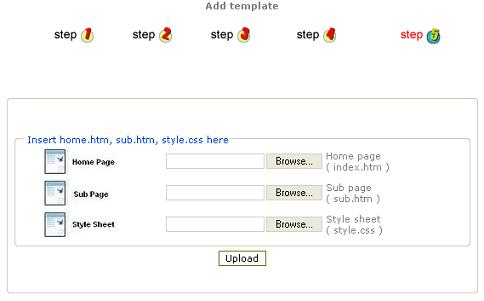 Add template
step 1 step 2 step 3 step 4 step 5
Insert home.htm, sub.htm, style.css here
Home Page Browse... Home page
( index.htm )
Sub Page Browse... Sub page
( sub.htm )
Style Sheet Browse... Style sheet
( style.css )
Upload